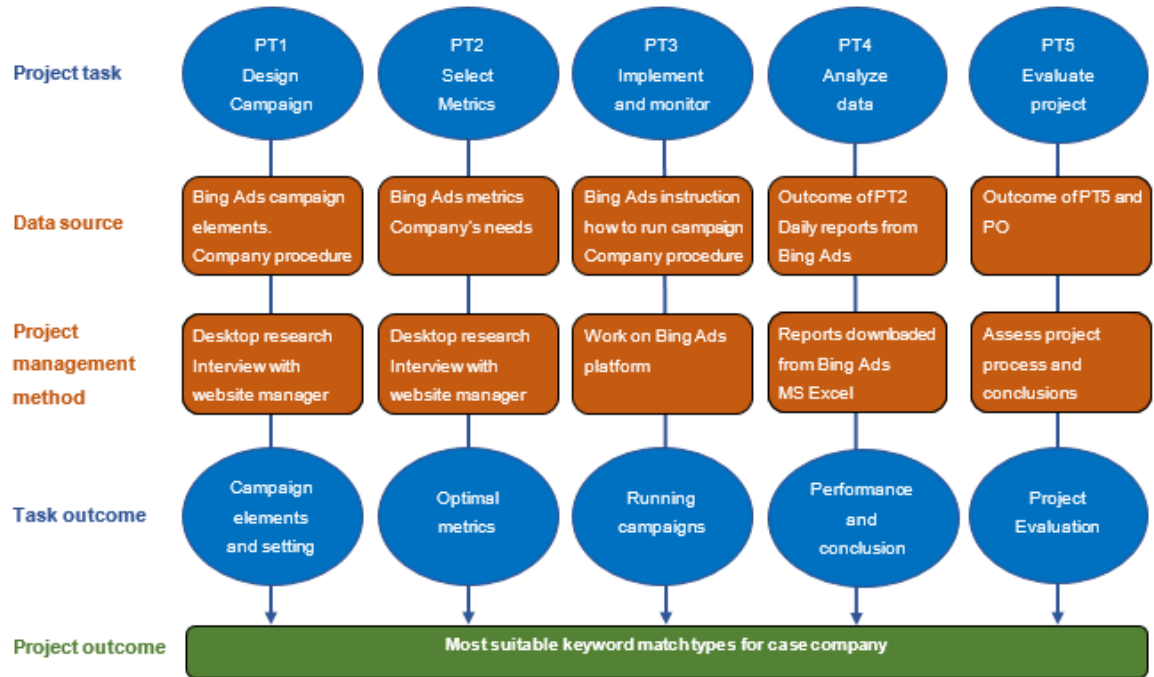 Project task
PT1
Design
Campaign
PT2
Select
Metrics
PT3
Implement
and monitor
PT4
Analyze
data
PT5
Evaluate
project
Data source
Bing Ads campaign
elements.
Company procedure
Bing Ads metrics
Company's needs
Bing Ads instruction
how to run campaign
Company procedure
Outcome of PT2
Daily reports from
Bing Ads
Outcome of PT5 and
PO
Project
management
method
Desktop research
Interview with
website manager
Desktop research
Interview with
website manager
Work on Bing Ads
platform
Reports downloaded
from Bing Ads
MS Excel
Assess project
process and
conclusions
Task outcome
Campaign
elements
and setting
Optimal
metrics
Running
campaigns
Performance
and
conclusion
Project
Evaluation
Project outcome
Most suitable keyword match types for case company